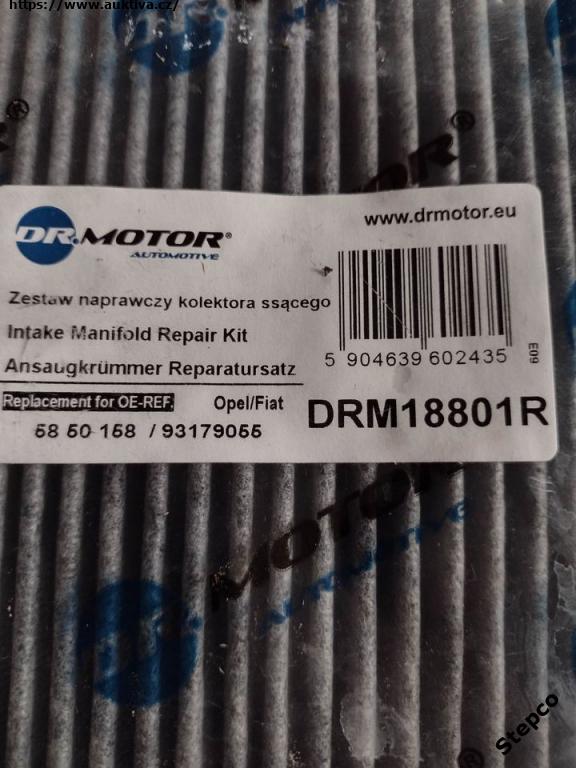 https://www.auktiva.cz/
MOTOR®
www.drmotor.eu
DR.MOTOR®
AUTOMOTIVE
Zestaw naprawczy kolektora ssącego
Intake Manifold Repair Kit
Ansaugkrümmer Reparatursatz
5 904639 602435
E09
Replacement for OE-REF.
Opel/Fiat
58 50 158 / 93179055
DRM18801R
MOTOR
AUTOMOTIVE
® Stepco